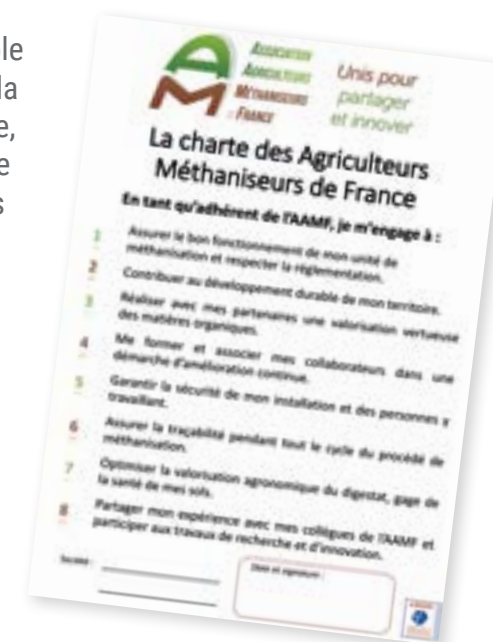 ble
la
e,
e
s
Association
Agriculteurs
Méthaniseurs
France
Unis pour
partager
et innover
La charte des Agriculteurs
Méthaniseurs de France
En tant qu'adhérent de l'AAMF, je m'engage à :
1 Assurer le bon fonctionnement de mon unité de
méthanisation et respecter la réglementation.
2 Contribuer au développement durable de mon territoire.
3 Réaliser avec mes partenaires une valorisation vertueuse
des matières organiques.
4 Me former et associer mes collaborateurs dans une
démarche d'amélioration continue.
5 Garantir la sécurité de mon installation et des personnes y
travaillant.
6 Assurer la traçabilité pendant tout le cycle du procédé de
méthanisation.
7 Optimiser la valorisation agronomique du digestat, gage de
la santé de mes sols.
8 Partager mon expérience avec mes collègues de l'AAMF et
participer aux travaux de recherche et d'innovation.
Société :
Date et signature :